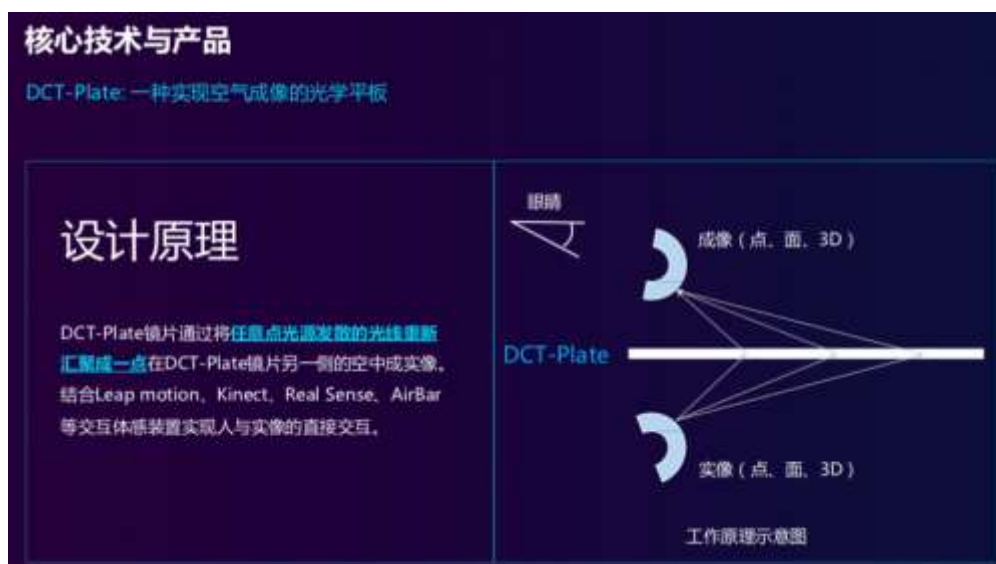 核心技术与产品
DCT-Plate: 一种实现空气成像的光学平板
设计原理
DCT-Plate镜片通过将任意点光源发散的光线重新
汇聚成一点在DCT-Plate镜片另一侧的空中成实像。
结合Leap motion、Kinect、Real Sense、AirBar
等交互体感装置实现人与实像的直接交互。
眼睛
成像（点、面、3D）
DCT-Plate
实像（点、面、3D）
工作原理示意图